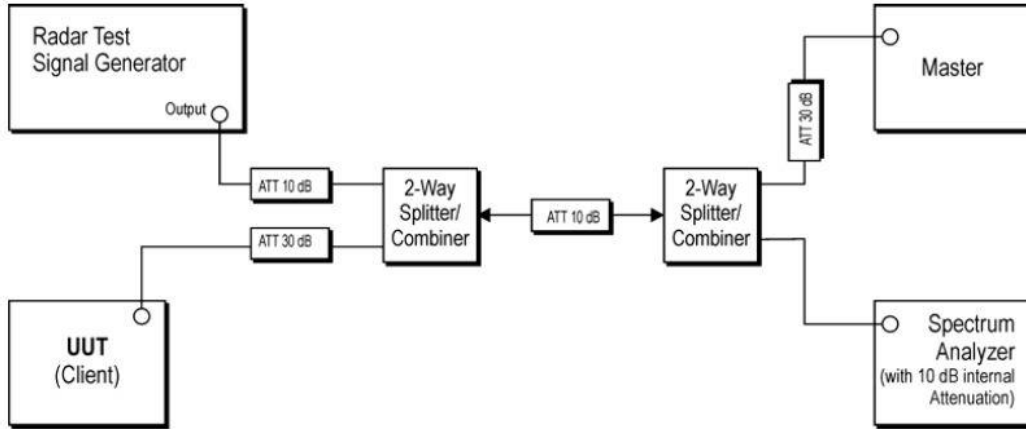 Radar Test
Signal Generator
Output
Master
ATT 30 dB
ATT 10 dB
2-Way
Splitter/
Combiner
ATT 10 dB
2-Way
Splitter/
Combiner
ATT 30 dB
UUT
(Client)
Spectrum
Analyzer
(with 10 dB internal
Attenuation)